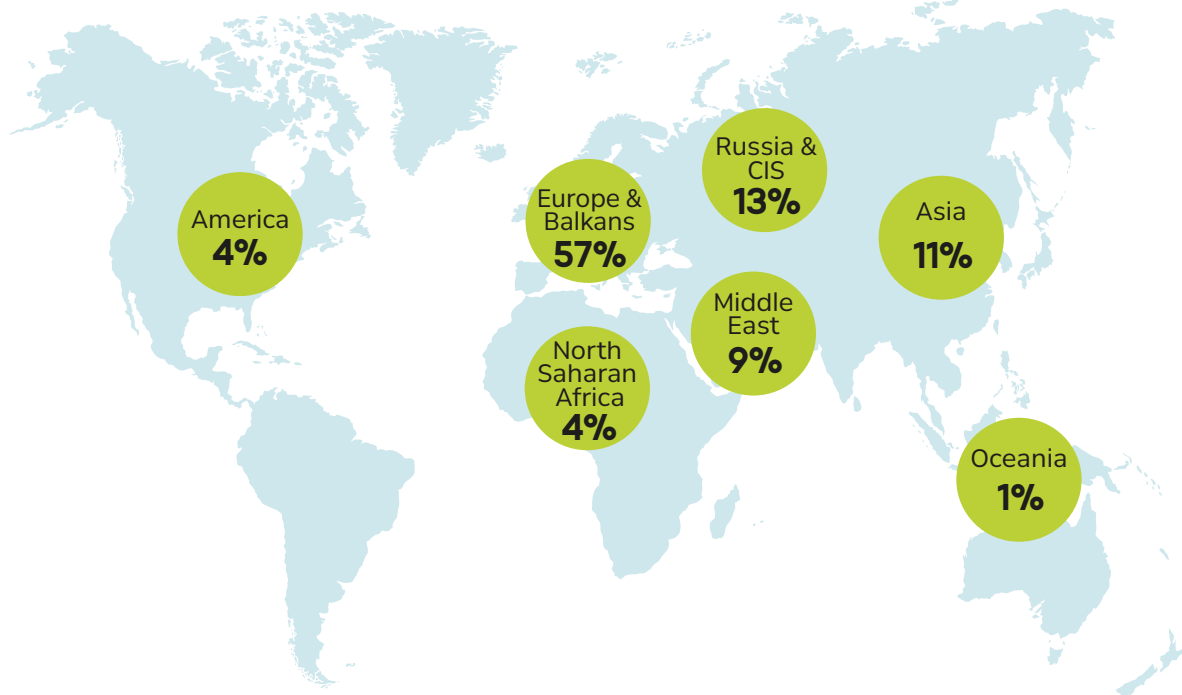 America
4%
Europe &
Balkans
57%
Russia &
CIS
13%
Asia
11%
Middle
East
9%
North
Saharan
Africa
4%
Oceania
1%